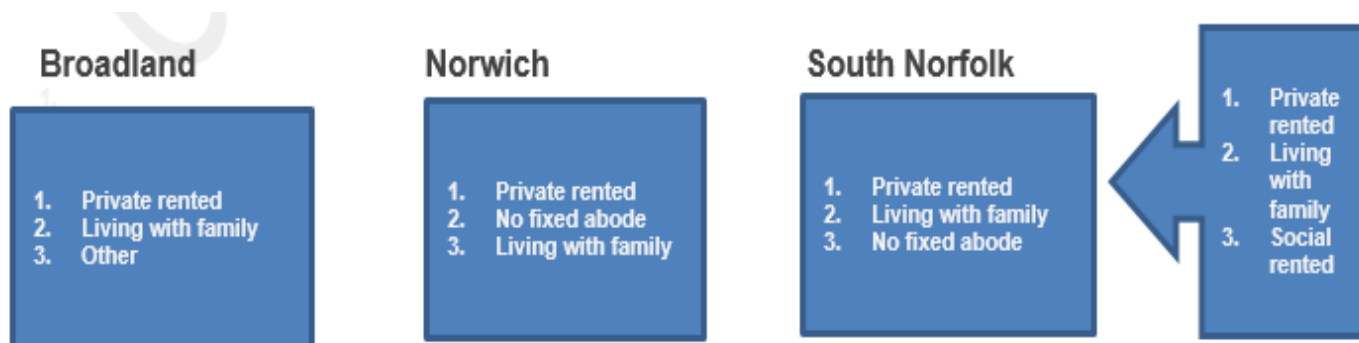 Broadland
1.
1. Private rented
2. Living with family
3. Other
Norwich
1. Private rented
2. No fixed abode
3. Living with family
South Norfolk
1. Private rented
2. Living with family
3. No fixed abode
1. Private
rented
2. Living
with
family
3. Social
rented